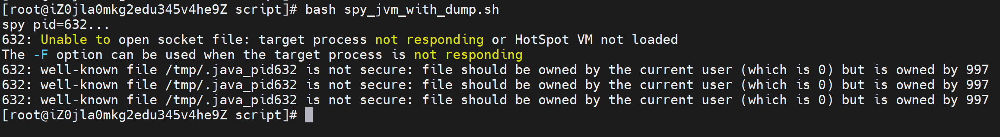 [root@iZ0jla0mkg2edu345v4he9Z script]# bash spy_jvm_with_dump.sh
spy pid=632...
632: Unable to open socket file: target process not responding or HotSpot VM not loaded
The -F option can be used when the target process is not responding
632: well-known file /tmp/.java_pid632 is not secure: file should be owned by the current user (which is 0) but is owned by 997
632: well-known file /tmp/.java_pid632 is not secure: file should be owned by the current user (which is 0) but is owned by 997
632: well-known file /tmp/.java_pid632 is not secure: file should be owned by the current user (which is 0) but is owned by 997
[root@iZ0jla0mkg2edu345v4he9Z script]#